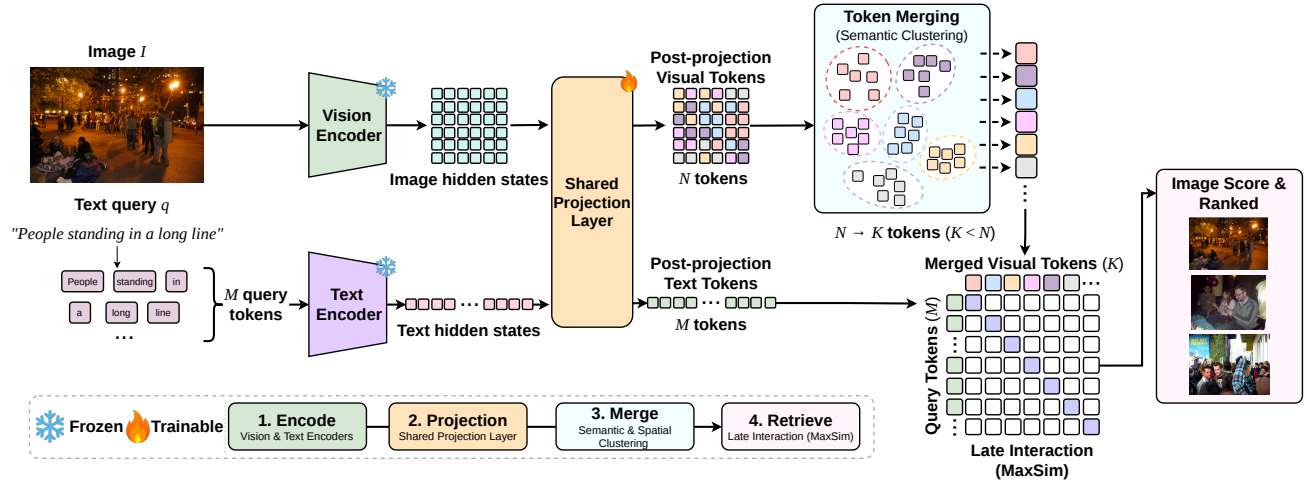 Image I
Text query q
"People standing in a long line"
People standing in
a long line
...
M query
tokens
Vision
Encoder
Image hidden states
Text
Encoder
...
Text hidden states
Shared
Projection
Layer
Post-projection
Visual Tokens
N tokens
Post-projection
Text Tokens
...
M tokens
Token Merging
(Semantic Clustering)
N → K tokens (K < N)
Merged Visual Tokens (K)
...
Query Tokens (M)
Late Interaction
(MaxSim)
Image Score &
Ranked
Frozen
Trainable
1. Encode
Vision & Text Encoders
2. Projection
Shared Projection Layer
3. Merge
Semantic & Spatial
Clustering
4. Retrieve
Late Interaction (MaxSim)